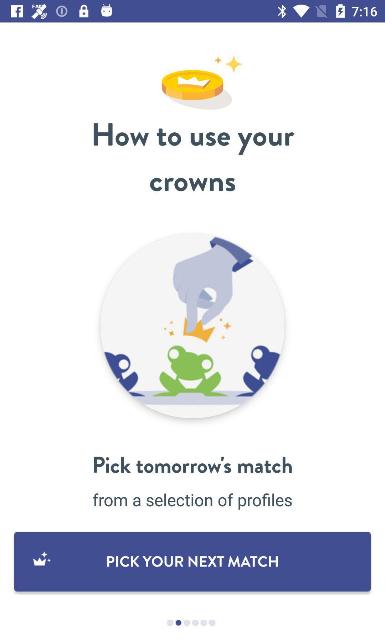 7:16
How to use your
crowns
Pick tomorrow's match
from a selection of profiles
PICK YOUR NEXT MATCH